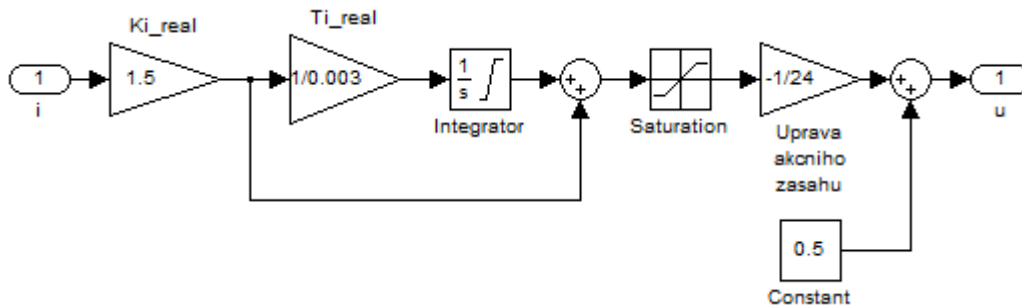 Ki_real
Ti_real
1
i
1.5
1/0.003
1
s
Integrator
+
+
Saturation
-1/24
Uprava
akcniho
zasahu
+
+
1
u
0.5
Constant